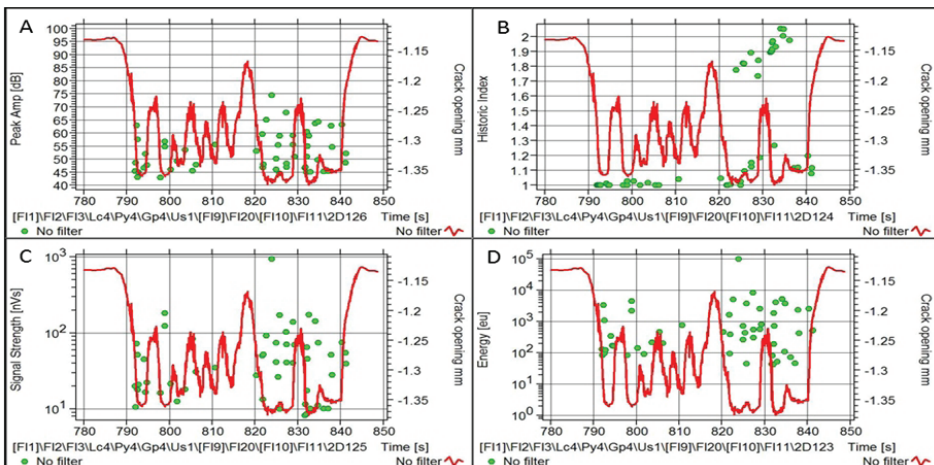 A
Peak Amp [dB]
100
95
90
85
80
75
70
65
60
55
50
45
40
-1.15
-1.2
-1.25
-1.3
-1.35
Crack opening mm
780 790 800 810 820 830 840 850
[FI1]\FI2\FI3\Lc4\Py4\Gp4\Us1\[FI9]\FI20\[FI10]\FI11\2D126 Time [s]
No filter No filter
B
Historic Index
2
1.9
1.8
1.7
1.6
1.5
1.4
1.3
1.2
1.1
1
-1.15
-1.2
-1.25
-1.3
-1.35
Crack opening mm
780 790 800 810 820 830 840 850
[FI1]\FI2\FI3\Lc4\Py4\Gp4\Us1\[FI9]\FI20\[FI10]\FI11\2D124 Time [s]
No filter No filter
C
Signal Strength [nVs]
10³
10²
10¹
-1.15
-1.2
-1.25
-1.3
-1.35
Crack opening mm
780 790 800 810 820 830 840 850
[FI1]\FI2\FI3\Lc4\Py4\Gp4\Us1\[FI9]\FI20\[FI10]\FI11\2D125 Time [s]
No filter No filter
D
Energy [eu]
10⁵
10⁴
10³
10²
10¹
10⁰
-1.15
-1.2
-1.25
-1.3
-1.35
Crack opening mm
780 790 800 810 820 830 840 850
[FI1]\FI2\FI3\Lc4\Py4\Gp4\Us1\[FI9]\FI20\[FI10]\FI11\2D123 Time [s]
No filter No filter